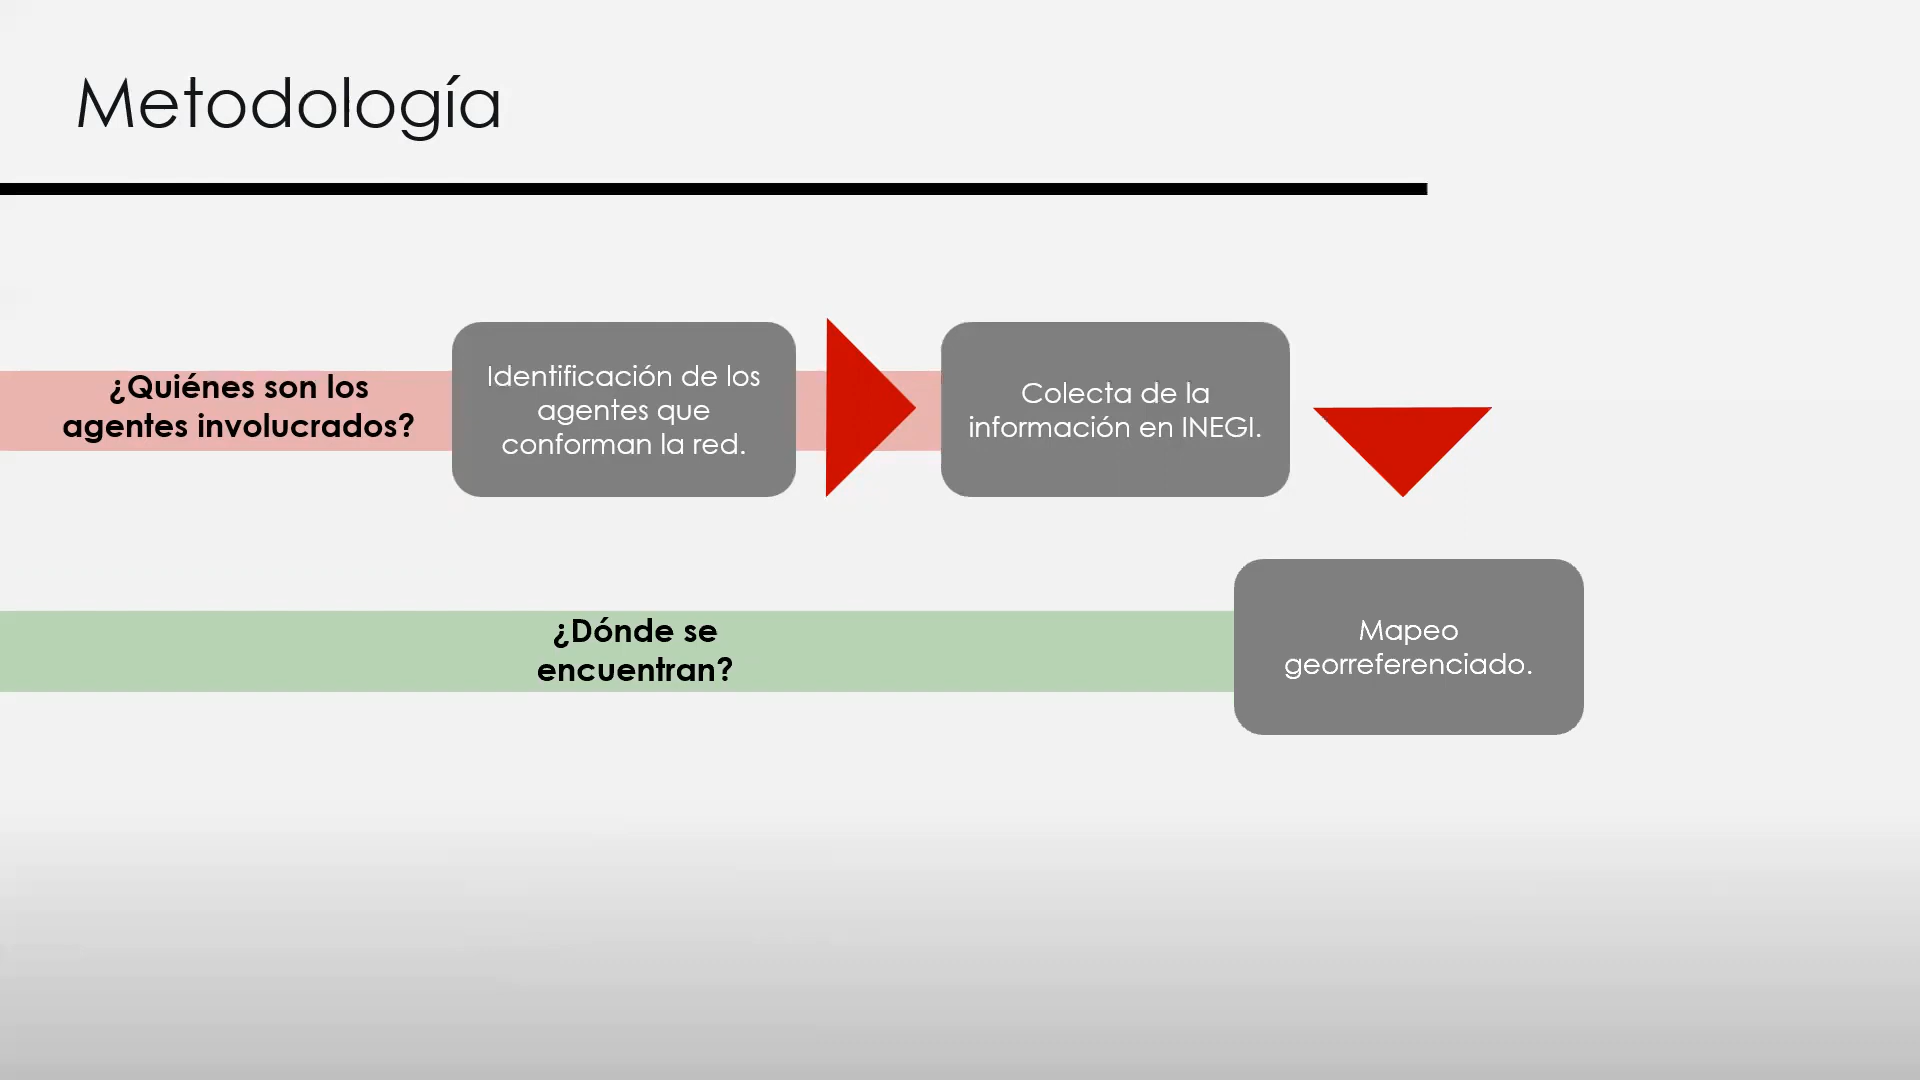 Metodología
¿Quiénes son los
agentes involucrados?
Identificación de los
agentes que
conforman la red.
Colecta de la
información en INEGI.
¿Dónde se
encuentran?
Mapeo
georreferenciado.